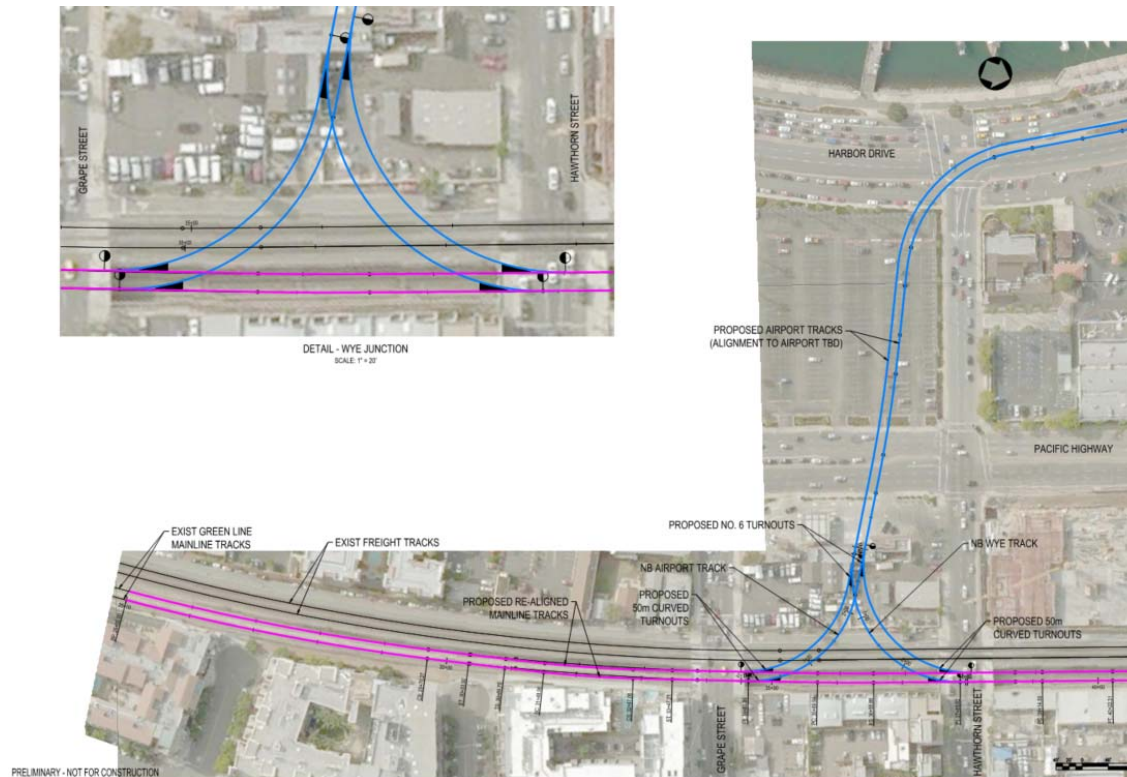 GRAPE STREET
HAWTHORN STREET
DETAIL - WYE JUNCTION
SCALE: 1" = 20'
HARBOR DRIVE
PROPOSED AIRPORT TRACKS
(ALIGNMENT TO AIRPORT TBD)
PACIFIC HIGHWAY
PROPOSED NO. 6 TURNOUTS
EXIST GREEN LINE
MAINLINE TRACKS
EXIST FREIGHT TRACKS
NB WYE TRACK
NB AIRPORT TRACK
PROPOSED
50m CURVED
TURNOUTS
PROPOSED RE-ALIGNED
MAINLINE TRACKS
PROPOSED 50m
CURVED TURNOUTS
GRAPE STREET
HAWTHORN STREET
PRELIMINARY - NOT FOR CONSTRUCTION